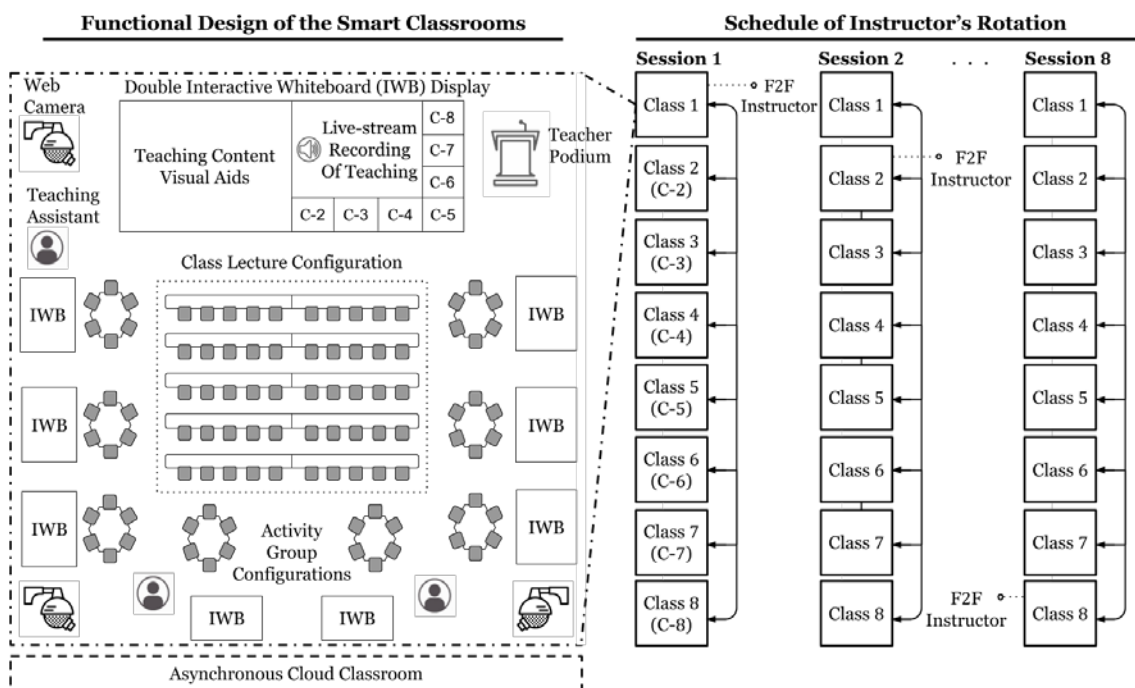 Functional Design of the Smart Classrooms
Web
Camera
Double Interactive Whiteboard (IWB) Display
Teaching Content
Visual Aids
Live-stream
Recording
Of Teaching
C-8
C-7
C-6
C-2
C-3
C-4
C-5
Teacher
Podium
Teaching
Assistant
Class Lecture Configuration
IWB
IWB
IWB
IWB
IWB
IWB
Activity
Group
Configurations
IWB
IWB
Asynchronous Cloud Classroom
Schedule of Instructor's Rotation
Session 1
Session 2
. . .
Session 8
Class 1
F2F
Instructor
Class 2
(C-2)
Class 3
(C-3)
Class 4
(C-4)
Class 5
(C-5)
Class 6
(C-6)
Class 7
(C-7)
Class 8
(C-8)
Class 1
Class 2
F2F
Instructor
Class 3
Class 4
Class 5
Class 6
Class 7
Class 8
Class 1
Class 2
Class 3
Class 4
Class 5
Class 6
Class 7
F2F
Instructor
Class 8